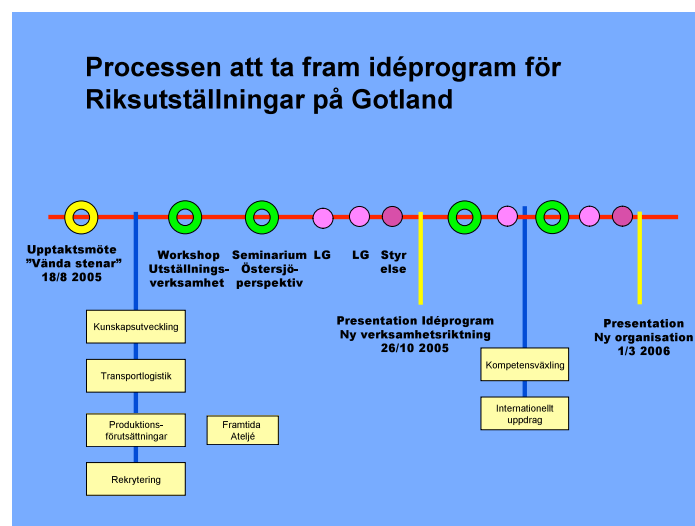 Processen att ta fram idéprogram för
Riksutställningar på Gotland
Upptaktsmöte
”Vända stenar”
18/8 2005
Workshop
Utställnings-
verksamhet
Seminarium
Östersjö-
perspektiv
LG
LG
Styr
else
Presentation Idéprogram
Ny verksamhetsriktning
26/10 2005
Presentation
Ny organisation
1/3 2006
Kunskapsutveckling
Transportlogistik
Produktions-
förutsättningar
Framtida
Ateljé
Rekrytering
Kompetensväxling
Internationellt
uppdrag